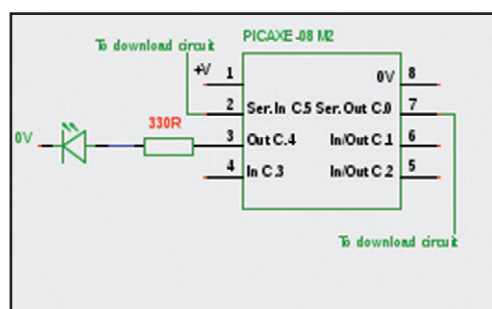 PICAXE -08 M2
To download circuit
+V 1 0V 8
2 Ser.In C.5 Ser.Out C.0 7
330R
0V 3 Out C.4 In/Out C.1 6
4 In C.3 In/Out C.2 5
To download circuit